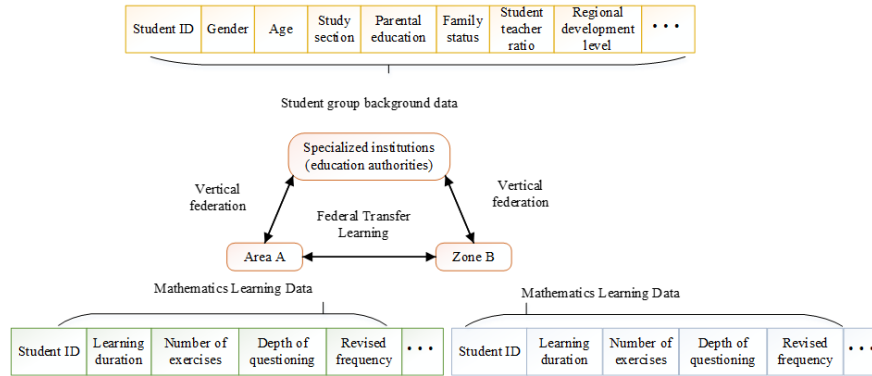 Student ID
Gender
Age
Study
section
Parental
education
Family
status
Student
teacher
ratio
Regional
development
level
...
Student group background data
Specialized institutions
(education authorities)
Vertical
federation
Vertical
federation
Federal Transfer
Learning
Area A
Zone B
Mathematics Learning Data
Mathematics Learning Data
Student ID
Learning
duration
Number of
exercises
Depth of
questioning
Revised
frequency
...
Student ID
Learning
duration
Number of
exercises
Depth of
questioning
Revised
frequency
...